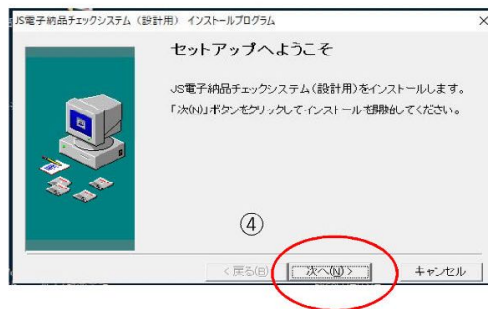 JS電子納品チェックシステム（設計用） インストールプログラム
セットアップへようこそ
JS電子納品チェックシステム（設計用）をインストールします。
「次(N)」ボタンをクリックしてインストールを開始してください。
④
< 戻る(B)
次へ(N) >
キャンセル